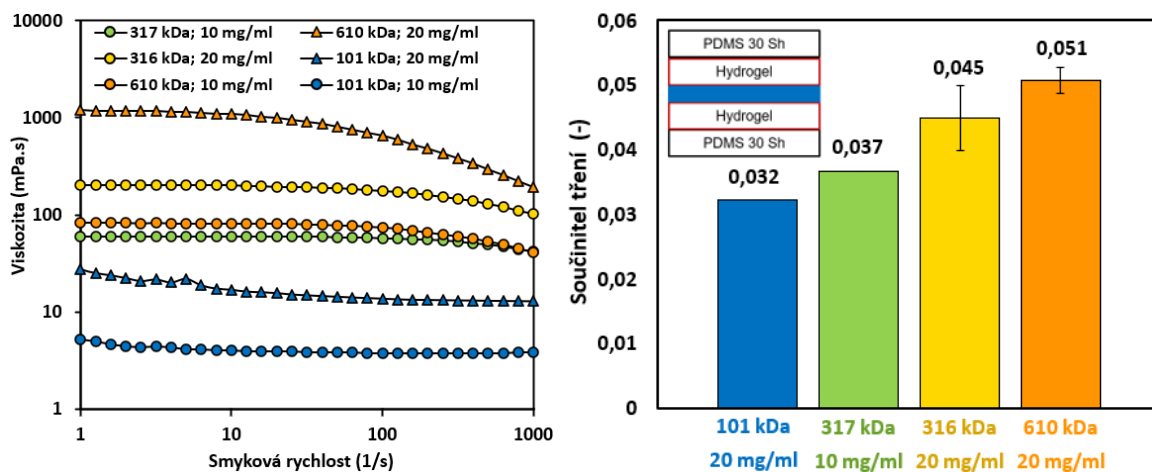 317 kDa; 10 mg/ml
610 kDa; 20 mg/ml
316 kDa; 20 mg/ml
101 kDa; 20 mg/ml
610 kDa; 10 mg/ml
101 kDa; 10 mg/ml
10000
1000
100
10
1
Viskozita (mPa.s)
1 10 100 1000
Smyková rychlost (1/s)
0,06
0,05
0,04
0,03
0,02
0,01
0
Součinitel tření (-)
PDMS 30 Sh
Hydrogel
Hydrogel
PDMS 30 Sh
0,032
0,037
0,045
0,051
101 kDa 317 kDa 316 kDa 610 kDa
20 mg/ml 10 mg/ml 20 mg/ml 20 mg/ml